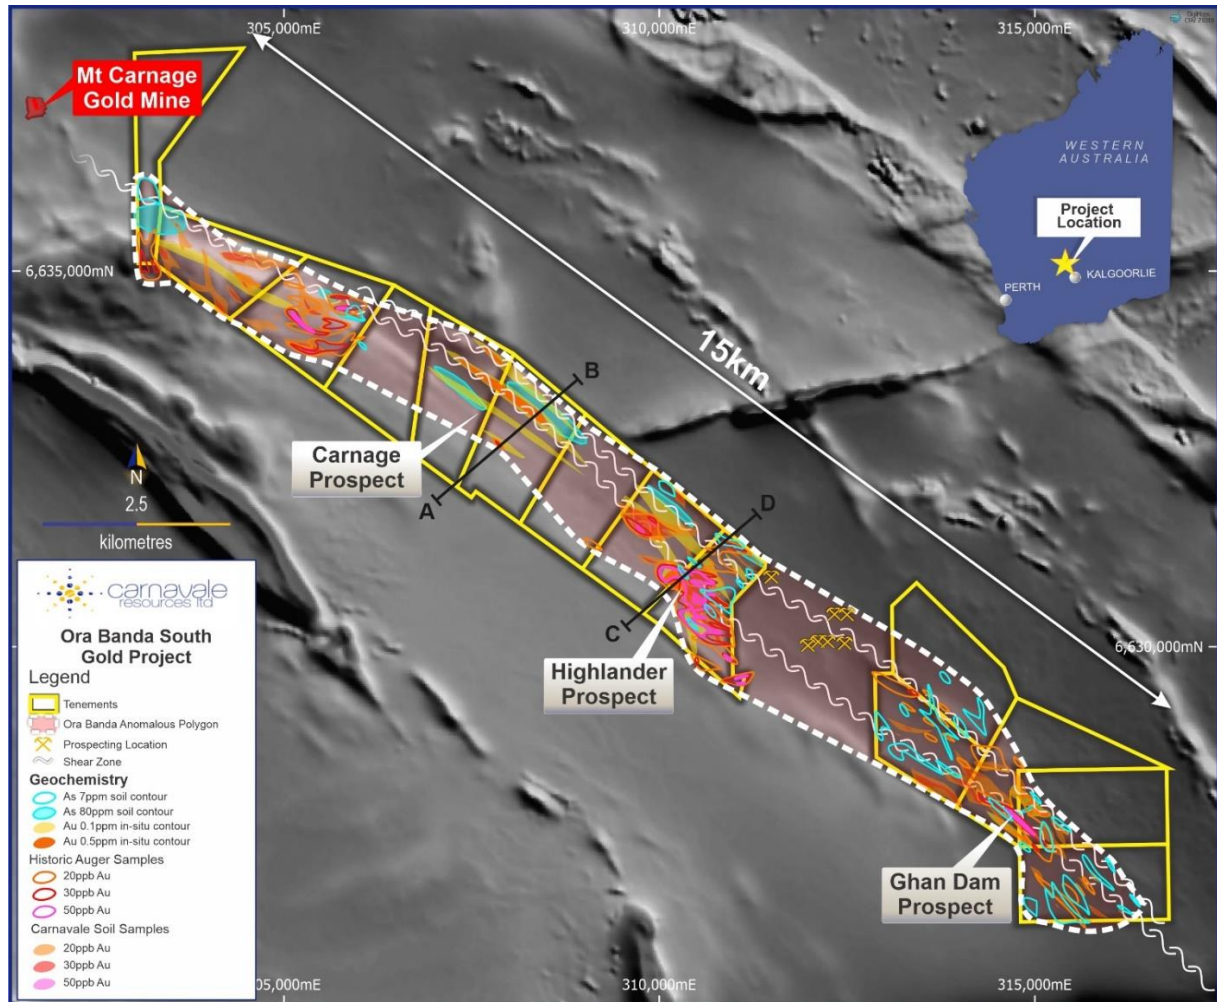 305,000mE
310,000mE
315,000mE
Mt Carnage
Gold Mine
WESTERN
AUSTRALIA
Project
Location
KALGOORLIE
PERTH
6,635,000mN
15km
B
Carnage
Prospect
A
N
2.5
kilometres
D
C
6,630,000mN
Highlander
Prospect
Ghan Dam
Prospect
carnavale
resources ltd
Ora Banda South
Gold Project
Legend
Tenements
Ora Banda Anomalous Polygon
Prospecting Location
Shear Zone
Geochemistry
As 7ppm soil contour
As 80ppm soil contour
Au 0.1ppm in-situ contour
Au 0.5ppm in-situ contour
Historic Auger Samples
20ppb Au
30ppb Au
50ppb Au
Carnavale Soil Samples
20ppb Au
30ppb Au
50ppb Au
05,000mE
310,000mE
315,000mE